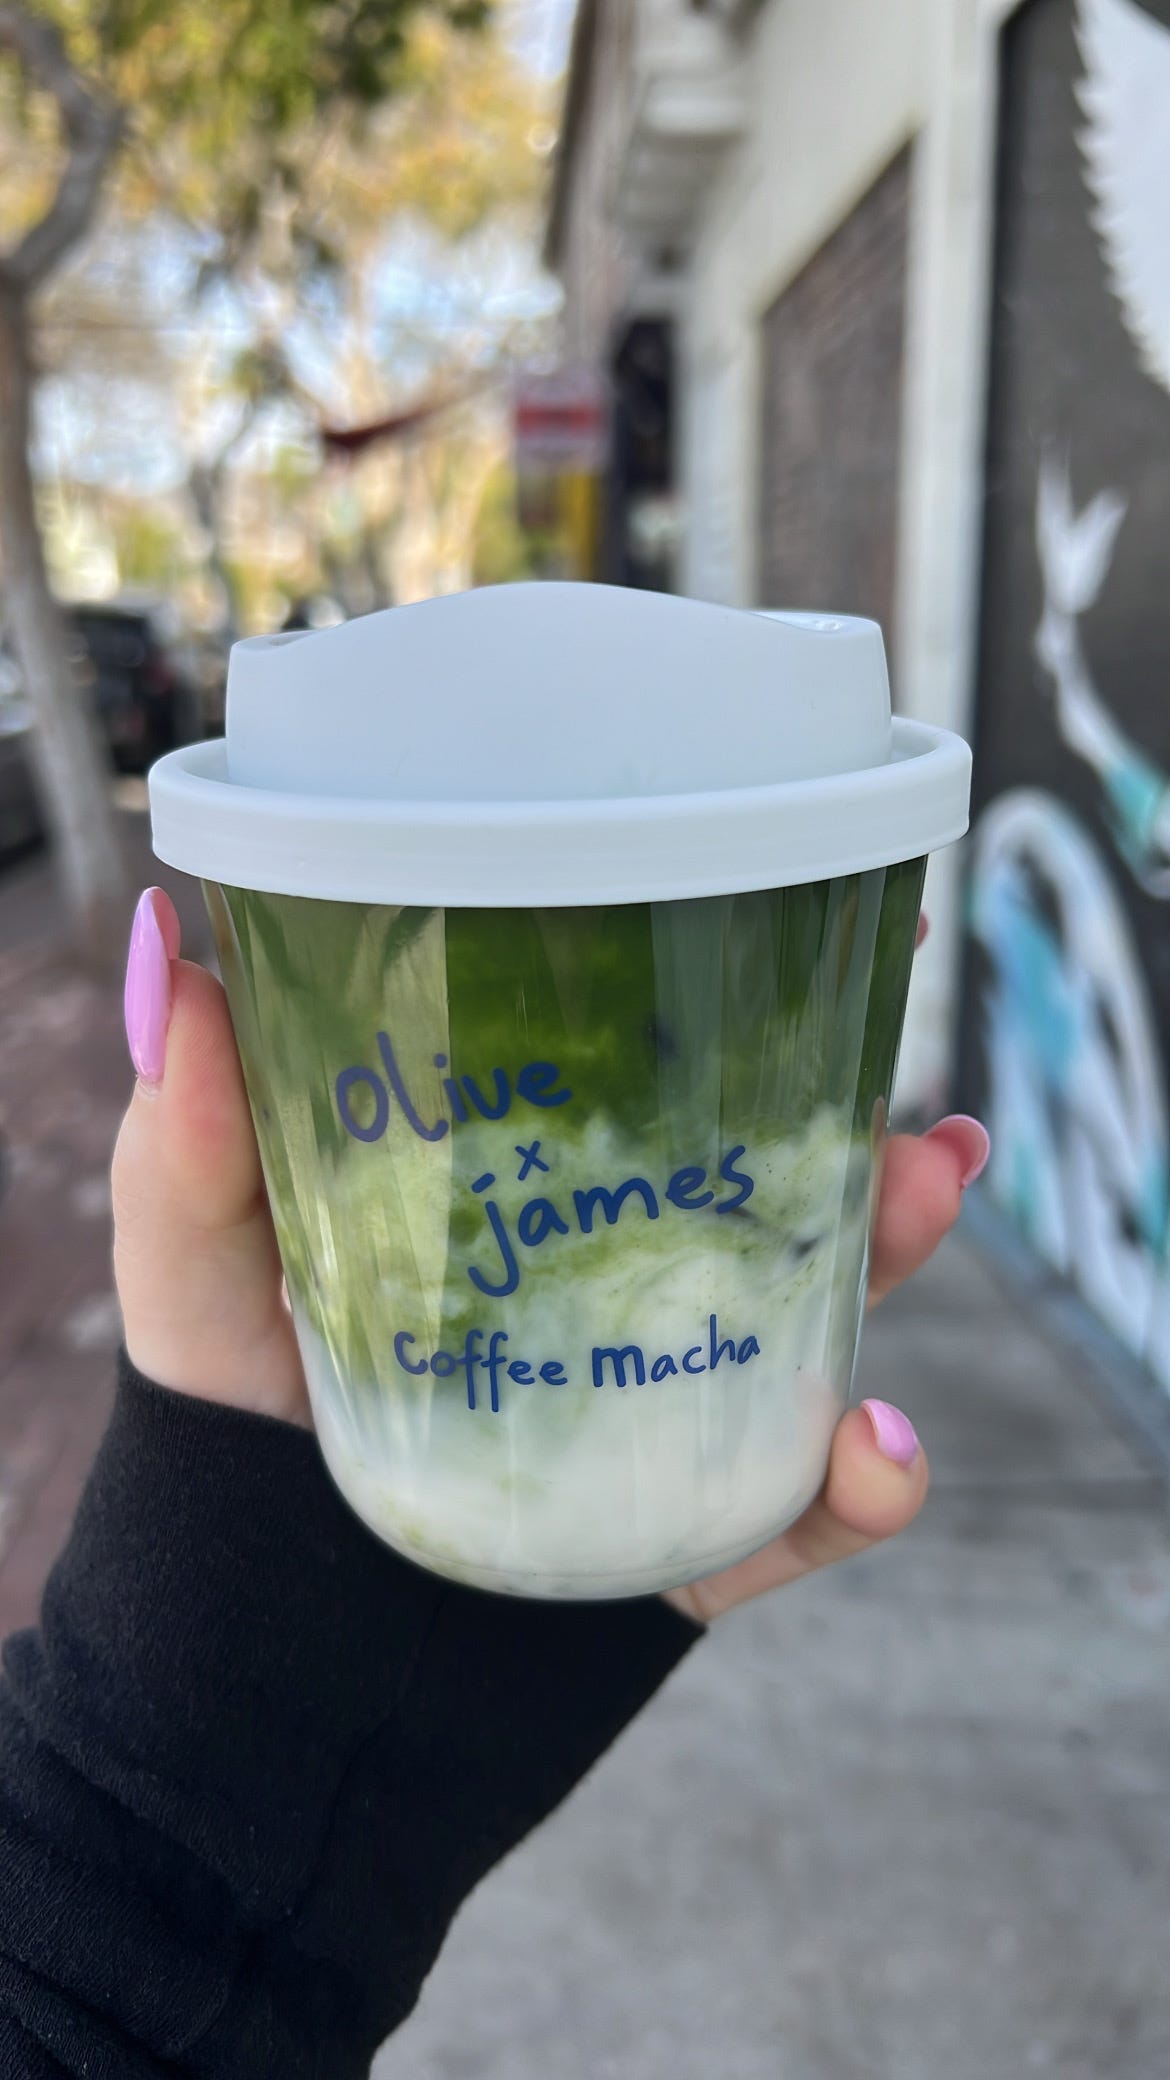 Olive
x
james
Coffee Macha